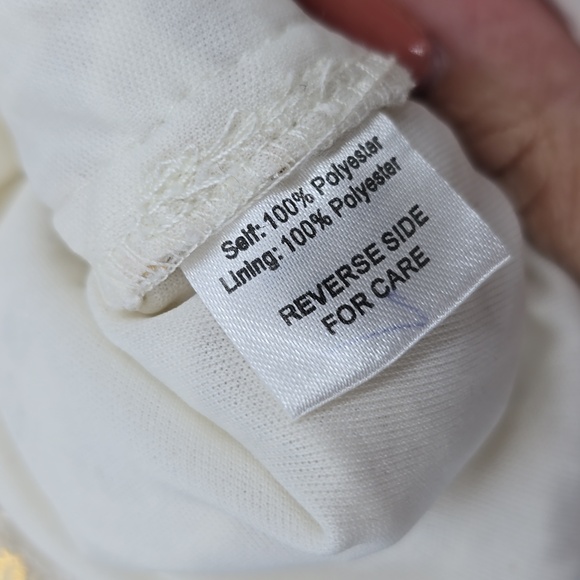 Self: 100% Polyester
Lining: 100% Polyester
REVERSE SIDE
FOR CARE